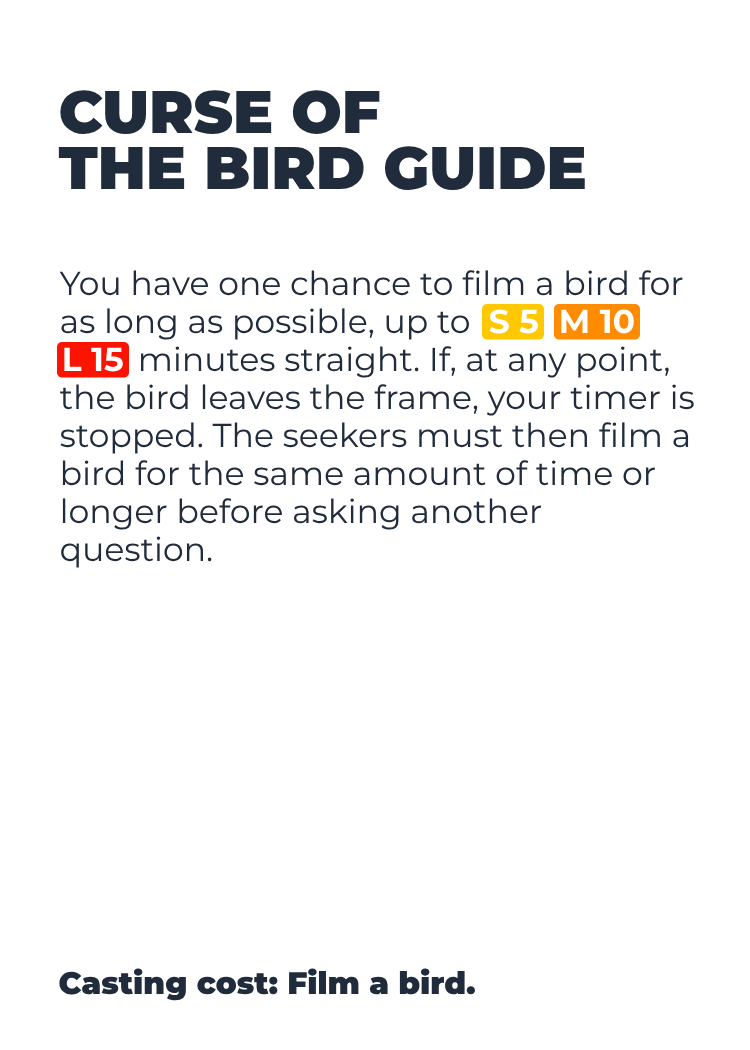 CURSE OF
THE BIRD GUIDE
You have one chance to film a bird for
as long as possible, up to S 5 M 10
L 15 minutes straight. If, at any point,
the bird leaves the frame, your timer is
stopped. The seekers must then film a
bird for the same amount of time or
longer before asking another
question.
Casting cost: Film a bird.